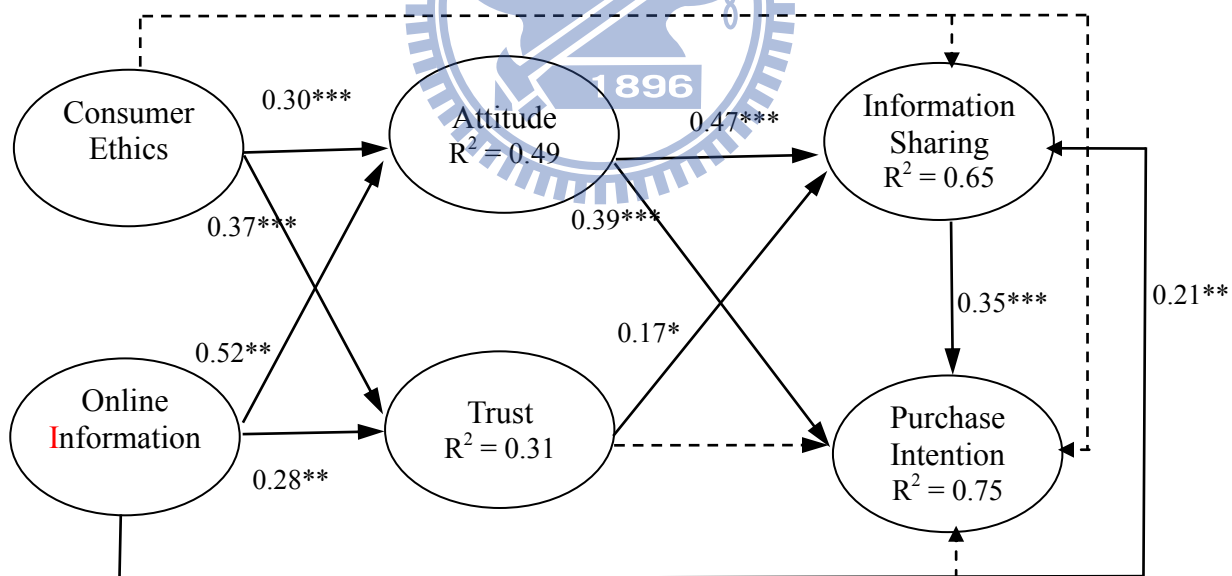 1896
Consumer
Ethics
0.30***
Attitude
R² = 0.49
0.47***
Information
Sharing
R² = 0.65
0.37***
0.39***
0.52**
0.17*
0.35***
0.21**
Online
Information
0.28**
Trust
R² = 0.31
Purchase
Intention
R² = 0.75